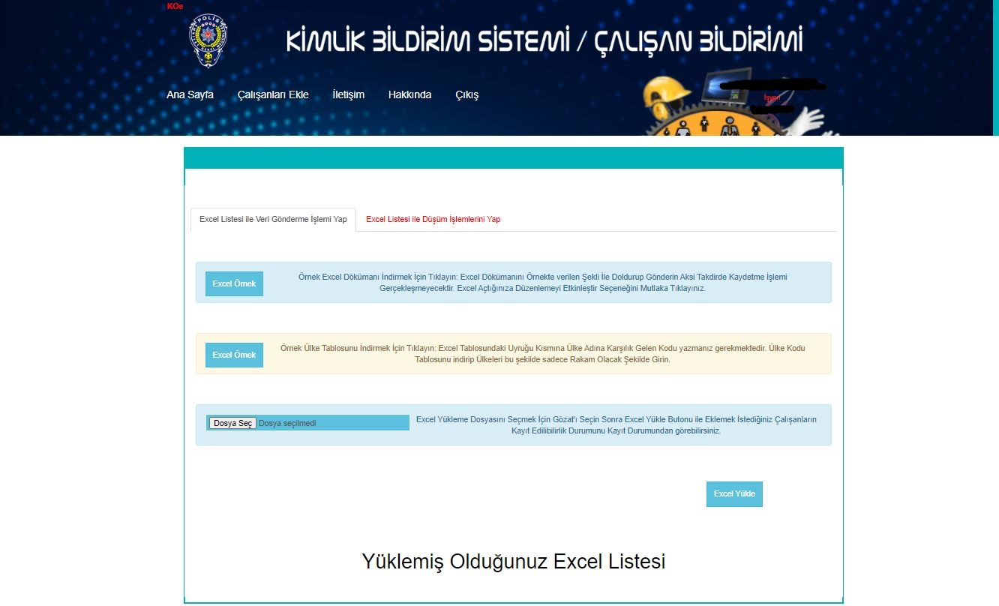 KOe
POLİS
KİMLİK BİLDİRİM SİSTEMİ / ÇALIŞAN BİLDİRİMİ
Ana Sayfa Çalışanları Ekle İletişim Hakkında Çıkış
İşyeri
Excel Listesi ile Veri Gönderme İşlemi Yap Excel Listesi ile Düşüm İşlemlerini Yap
Excel Örnek
Örnek Excel Dökümanı İndirmek İçin Tıklayın: Excel Dökümanını Örnekte verilen Şekli İle Doldurup Gönderin Aksi Takdirde Kaydetme İşlemi
Gerçekleşmeyecektir. Excel Açtığınıza Düzenlemeyi Etkinleştir Seçeneğini Mutlaka Tıklayınız.
Excel Örnek
Örnek Ülke Tablosunu İndirmek İçin Tıklayın: Excel Tablosundaki Uyruğu Kısmına Ülke Adına Karşılık Gelen Kodu yazmanız gerekmektedir. Ülke Kodu
Tablosunu indirip Ülkeleri bu şekilde sadece Rakam Olacak Şekilde Girin.
Dosya Seç Dosya seçilmedi
Excel Yükleme Dosyasını Seçmek İçin Gözat'ı Seçin Sonra Excel Yükle Butonu ile Eklemek İstediğiniz Çalışanların
Kayıt Edilibilirlik Durumunu Kayıt Durumundan görebilirsiniz.
Excel Yükle
Yüklemiş Olduğunuz Excel Listesi